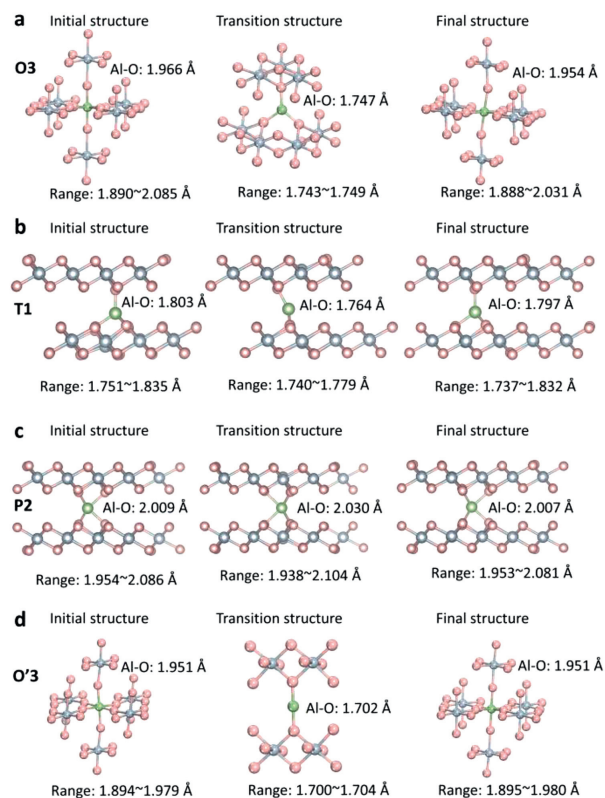 a
Initial structure
Transition structure
Final structure
O3
Al-O: 1.966 Å
Al-O: 1.747 Å
Al-O: 1.954 Å
Range: 1.890~2.085 Å
Range: 1.743~1.749 Å
Range: 1.888~2.031 Å
b
Initial structure
Transition structure
Final structure
T1
Al-O: 1.803 Å
Al-O: 1.764 Å
Al-O: 1.797 Å
Range: 1.751~1.835 Å
Range: 1.740~1.779 Å
Range: 1.737~1.832 Å
c
Initial structure
Transition structure
Final structure
P2
Al-O: 2.009 Å
Al-O: 2.030 Å
Al-O: 2.007 Å
Range: 1.954~2.086 Å
Range: 1.938~2.104 Å
Range: 1.953~2.081 Å
d
Initial structure
Transition structure
Final structure
O’3
Al-O: 1.951 Å
Al-O: 1.702 Å
Al-O: 1.951 Å
Range: 1.894~1.979 Å
Range: 1.700~1.704 Å
Range: 1.895~1.980 Å